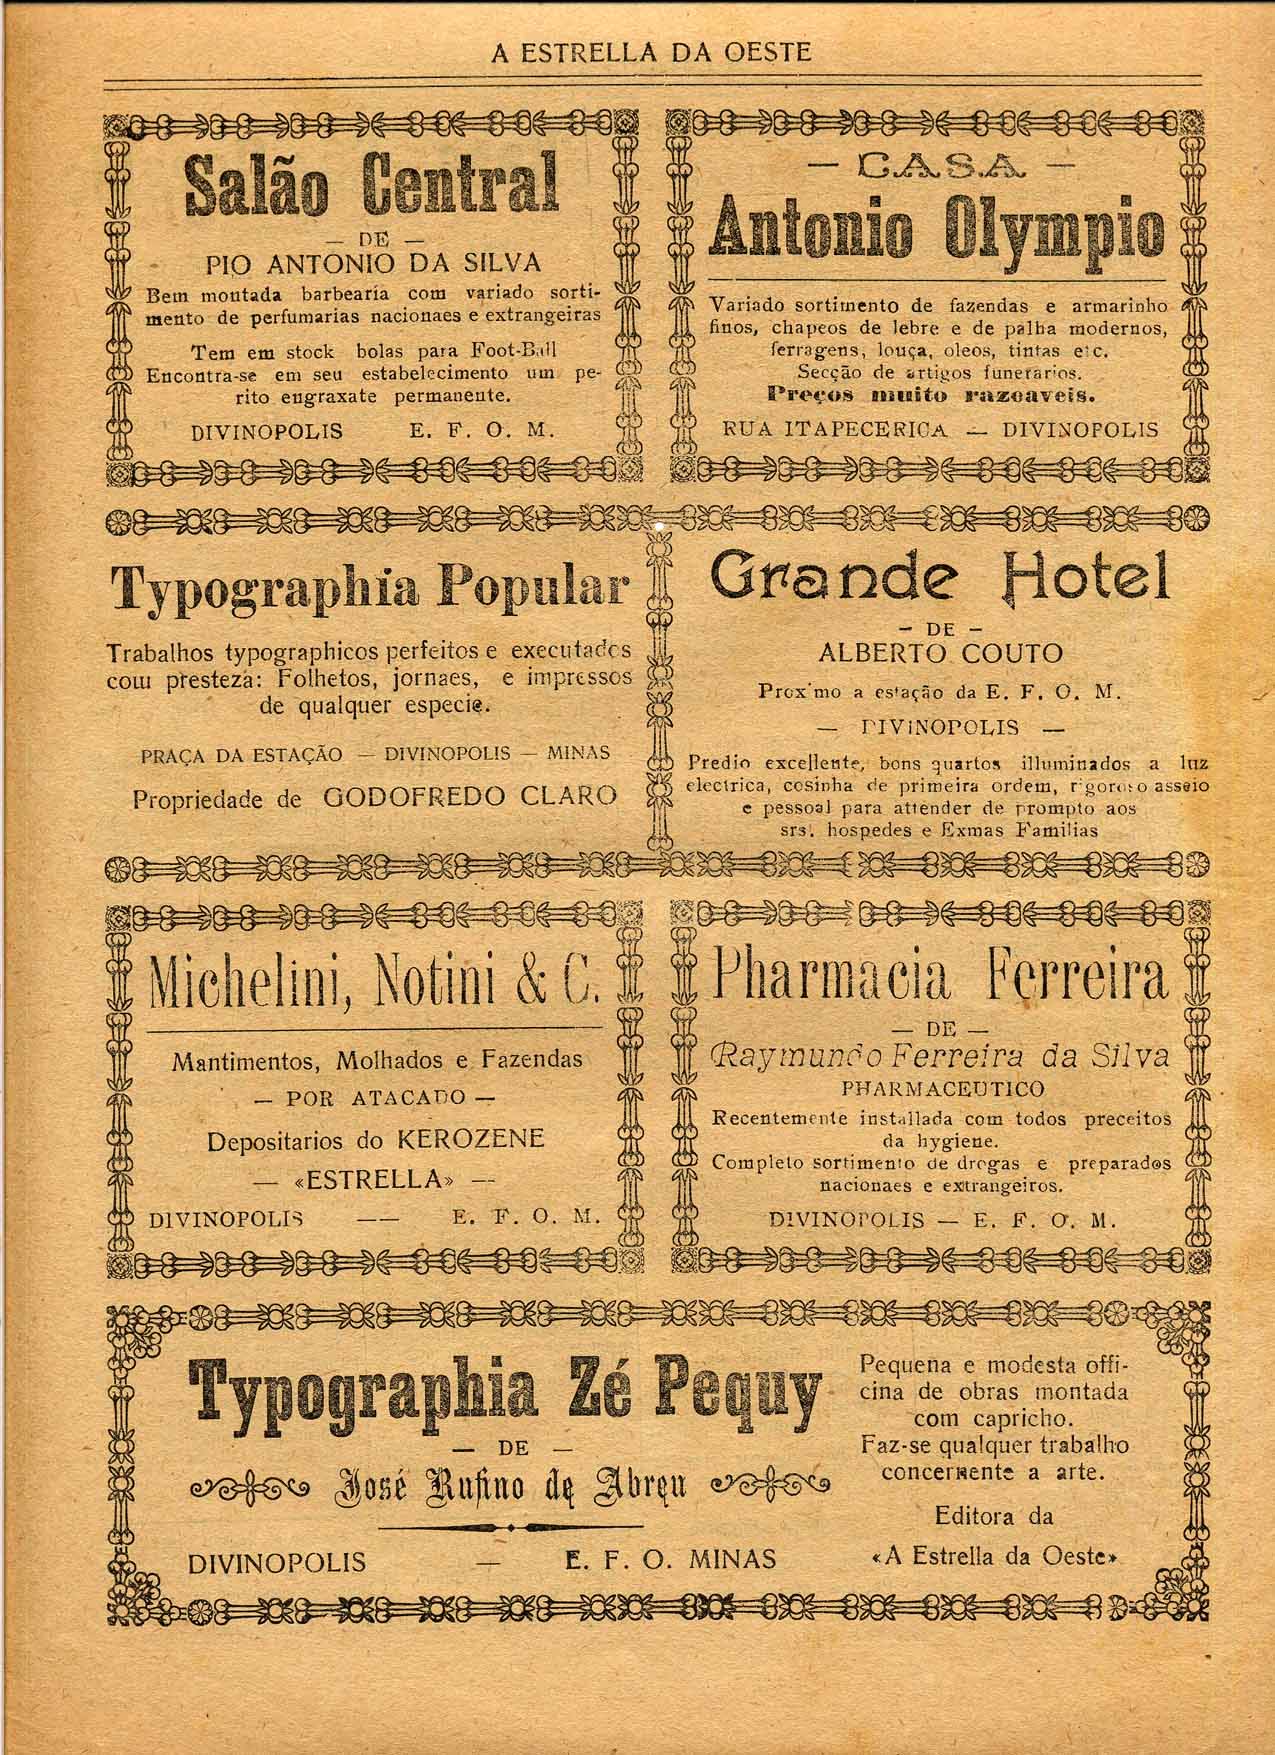 A ESTRELLA DA OESTE
Salão Central
— DE —
PIO ANTONIO DA SILVA
Bem montada barbearia com variado sorti-
mento de perfumarias nacionaes e extrangeiras
Tem em stock bolas para Foot-Ball
Encontra-se em seu estabelecimento um pe-
rito engraxate permanente.
DIVINOPOLIS E. F. O. M.
— CASA —
Antonio Olympio
Variado sortimento de fazendas e armarinho
finos, chapeos de lebre e de palha modernos,
ferragens, louça, oleos, tintas etc.
Secção de artigos funerarios.
Preços muito razoaveis.
RUA ITAPECERICA — DIVINOPOLIS
Typographia Popular
Trabalhos typographicos perfeitos e executados
com presteza: Folhetos, jornaes, e impressos
de qualquer especie.
PRAÇA DA ESTAÇÃO — DIVINOPOLIS — MINAS
Propriedade de GODOFREDO CLARO
Grande Hotel
— DE —
ALBERTO COUTO
Proximo a estação da E. F. O. M.
— DIVINOPOLIS —
Predio excellente, bons quartos illuminados a luz
electrica, cosinha de primeira ordem, rigoroso asseio
e pessoal para attender de prompto aos
srs. hospedes e Exmas Familias
Michelini, Notini & C.
Mantimentos, Molhados e Fazendas
— POR ATACADO —
Depositarios do KEROZENE
— «ESTRELLA» —
DIVINOPOLIS —— E. F. O. M.
Pharmacia Ferreira
— DE —
Raymundo Ferreira da Silva
PHARMACEUTICO
Recentemente installada com todos preceitos
da hygiene.
Completo sortimento de drogas e preparados
nacionaes e extrangeiros.
DIVINOPOLIS — E. F. O. M.
Typographia Zé Pequy
— DE —
José Rufino de Abreu
DIVINOPOLIS — E. F. O. MINAS
Pequena e modesta offi-
cina de obras montada
com capricho.
Faz-se qualquer trabalho
concernente a arte.
Editora da
«A Estrella da Oeste»